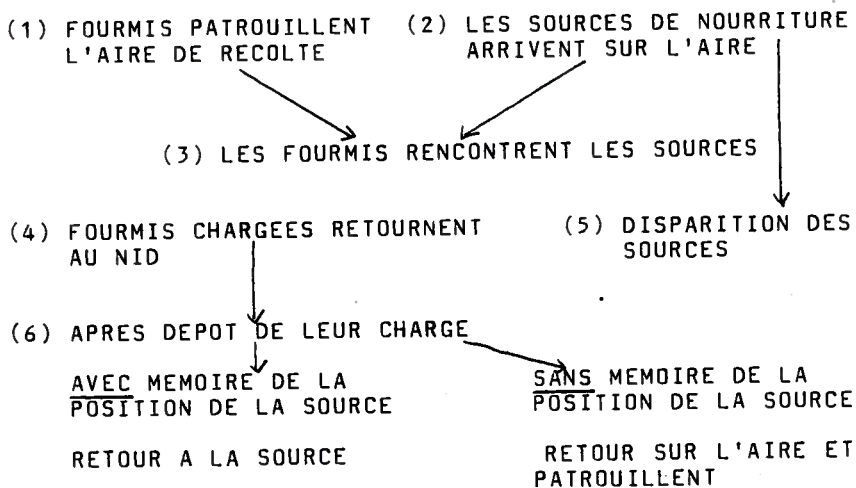 (1) FOURMIS PATROUILLENT
L'AIRE DE RECOLTE
(2) LES SOURCES DE NOURRITURE
ARRIVENT SUR L'AIRE
(3) LES FOURMIS RENCONTRENT LES SOURCES
(4) FOURMIS CHARGEES RETOURNENT
AU NID
(5) DISPARITION DES
SOURCES
(6) APRES DEPOT DE LEUR CHARGE
AVEC MEMOIRE DE LA
POSITION DE LA SOURCE
RETOUR A LA SOURCE
SANS MEMOIRE DE LA
POSITION DE LA SOURCE
RETOUR SUR L'AIRE ET
PATROUILLENT